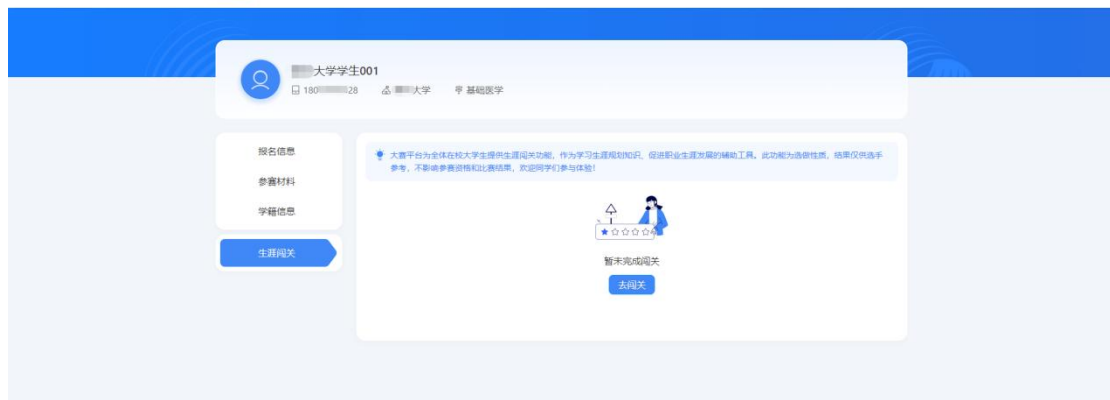 大学学生001
180 28 大学 基础医学
报名信息
参赛材料
学籍信息
生涯闯关
大赛平台为全体在校大学生提供生涯闯关功能，作为学习生涯规划知识、促进职业生涯发展的辅助工具。此功能为选做性质，结果仅供选手
参考，不影响参赛资格和比赛结果，欢迎同学们参与体验！
暂未完成闯关
去闯关